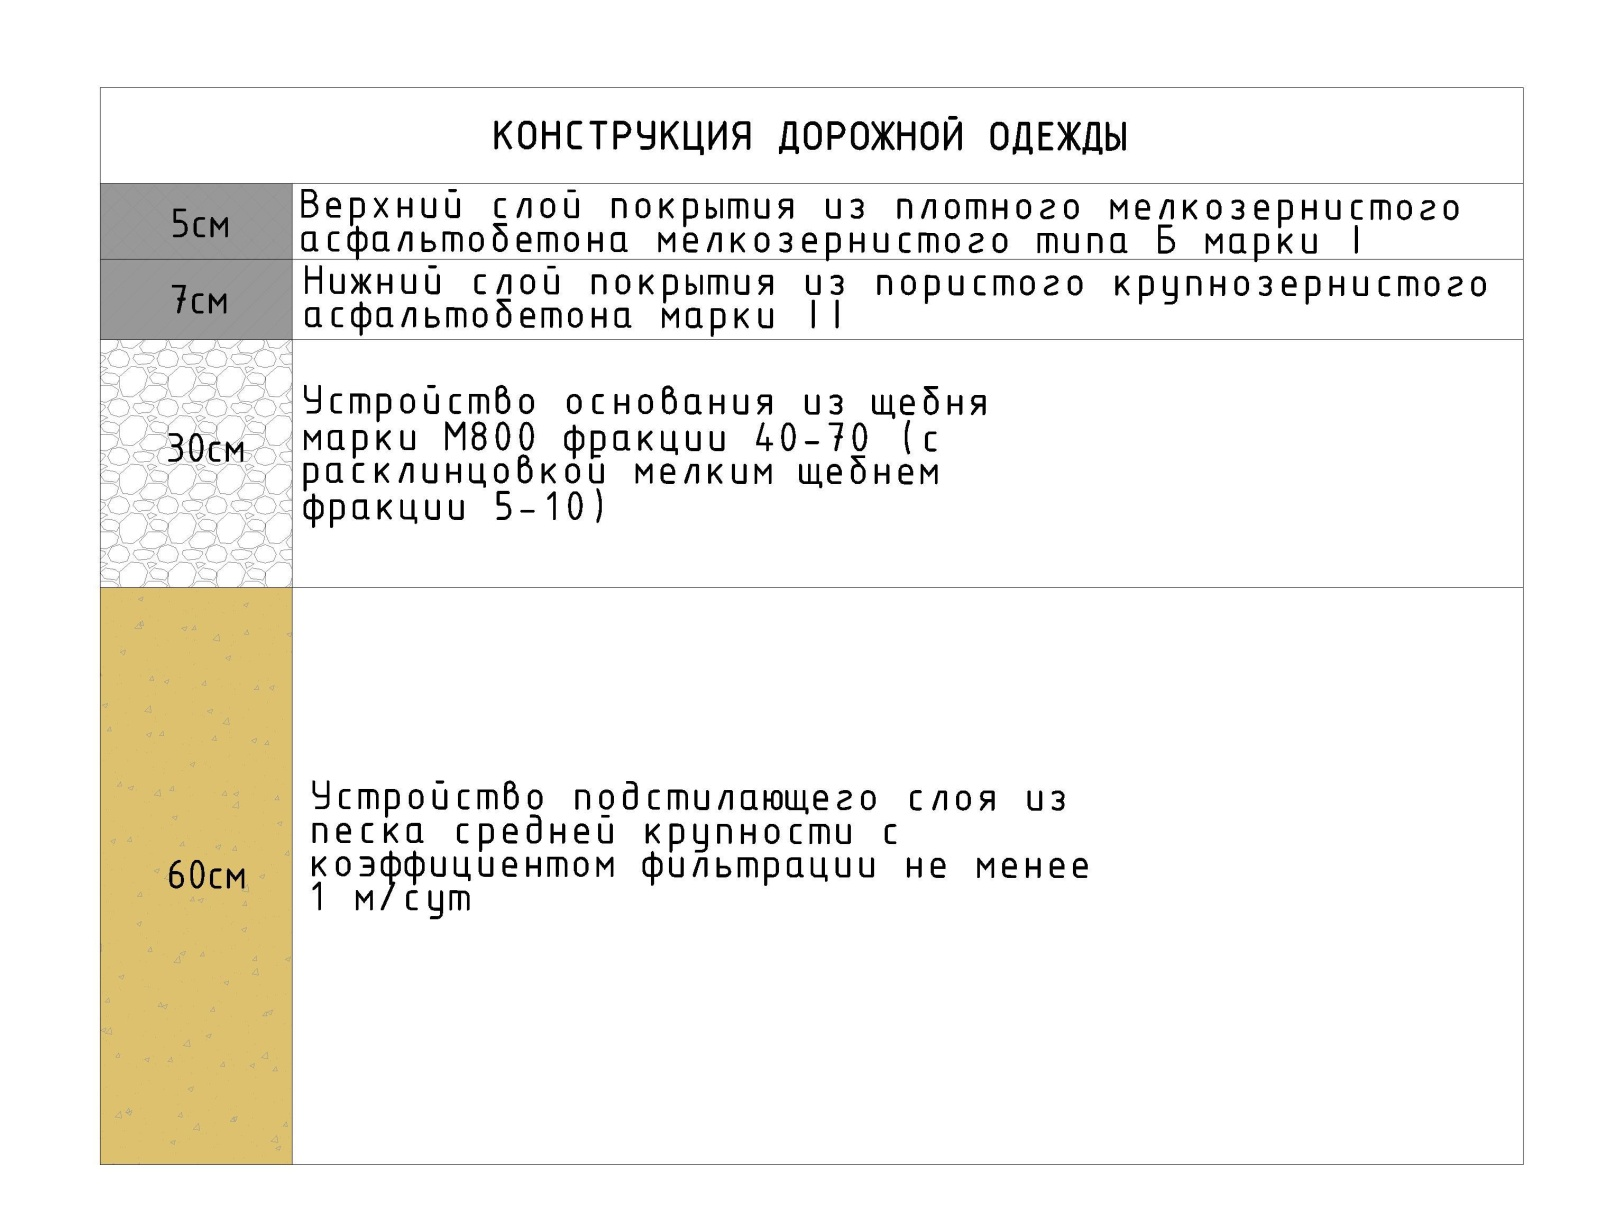 КОНСТРУКЦИЯ ДОРОЖНОЙ ОДЕЖДЫ
5см
Верхний слой покрытия из плотного мелкозернистого
асфальтобетона мелкозернистого типа Б марки I
7см
Нижний слой покрытия из пористого крупнозернистого
асфальтобетона марки II
30см
Устройство основания из щебня
марки М800 фракции 40-70 (с
расклинцовкой мелким щебнем
фракции 5-10)
60см
Устройство подстилающего слоя из
песка средней крупности с
коэффициентом фильтрации не менее
1 м/сут